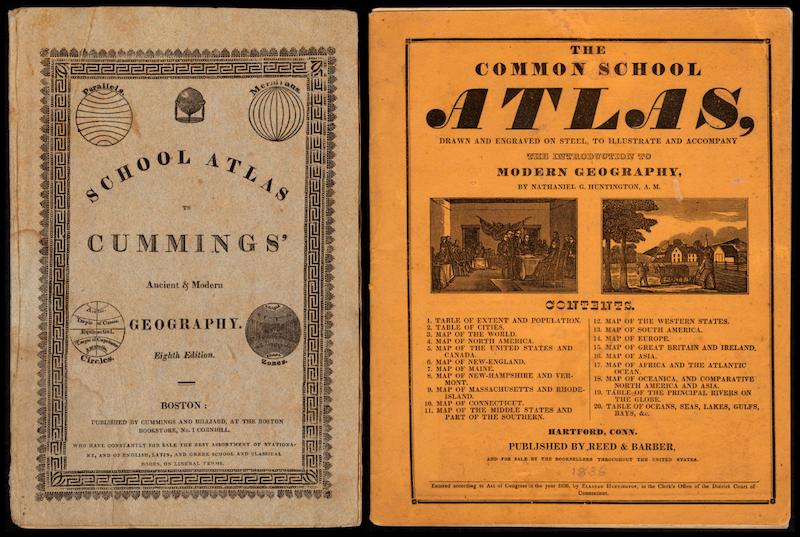 Parallels.
Meridians.
SCHOOL ATLAS
TO
CUMMINGS'
Ancient & Modern
GEOGRAPHY.
Eighth Edition.
Circles.
Zones.
BOSTON:
PUBLISHED BY CUMMINGS AND HILLIARD, AT THE BOSTON
BOOKSTORE, No. 1 CORNHILL.
WHO HAVE CONSTANTLY FOR SALE THE BEST ASSORTMENT OF STATIONA-
RY, AND OF ENGLISH, LATIN, AND GREEK SCHOOL AND CLASSICAL
BOOKS, ON LIBERAL TERMS.
THE
COMMON SCHOOL
ATLAS,
DRAWN AND ENGRAVED ON STEEL, TO ILLUSTRATE AND ACCOMPANY
THE INTRODUCTION TO
MODERN GEOGRAPHY,
BY NATHANIEL G. HUNTINGTON, A. M.
CONTENTS.
1. TABLE OF EXTENT AND POPULATION.
2. TABLE OF CITIES.
3. MAP OF THE WORLD.
4. MAP OF NORTH AMERICA.
5. MAP OF THE UNITED STATES AND
CANADA.
6. MAP OF NEW-ENGLAND.
7. MAP OF MAINE.
8. MAP OF NEW-HAMPSHIRE AND VER-
MONT.
9. MAP OF MASSACHUSETTS AND RHODE-
ISLAND.
10. MAP OF CONNECTICUT.
11. MAP OF THE MIDDLE STATES AND
PART OF THE SOUTHERN.
12. MAP OF THE WESTERN STATES.
13. MAP OF SOUTH AMERICA.
14. MAP OF EUROPE.
15. MAP OF GREAT BRITAIN AND IRELAND.
16. MAP OF ASIA.
17. MAP OF AFRICA AND THE ATLANTIC
OCEAN.
18. MAP OF OCEANICA, AND COMPARATIVE
NORTH AMERICA AND ASIA.
19. TABLE OF THE PRINCIPAL RIVERS ON
THE GLOBE.
20. TABLE OF OCEANS, SEAS, LAKES, GULFS,
BAYS, &c.
HARTFORD, CONN.
PUBLISHED BY REED & BARBER,
AND FOR SALE BY THE BOOKSELLERS THROUGHOUT THE UNITED STATES.
1836
Entered according to Act of Congress in the year 1836, by ELEAZAR HUNTINGTON, in the Clerk's Office of the District Court of
Connecticut.